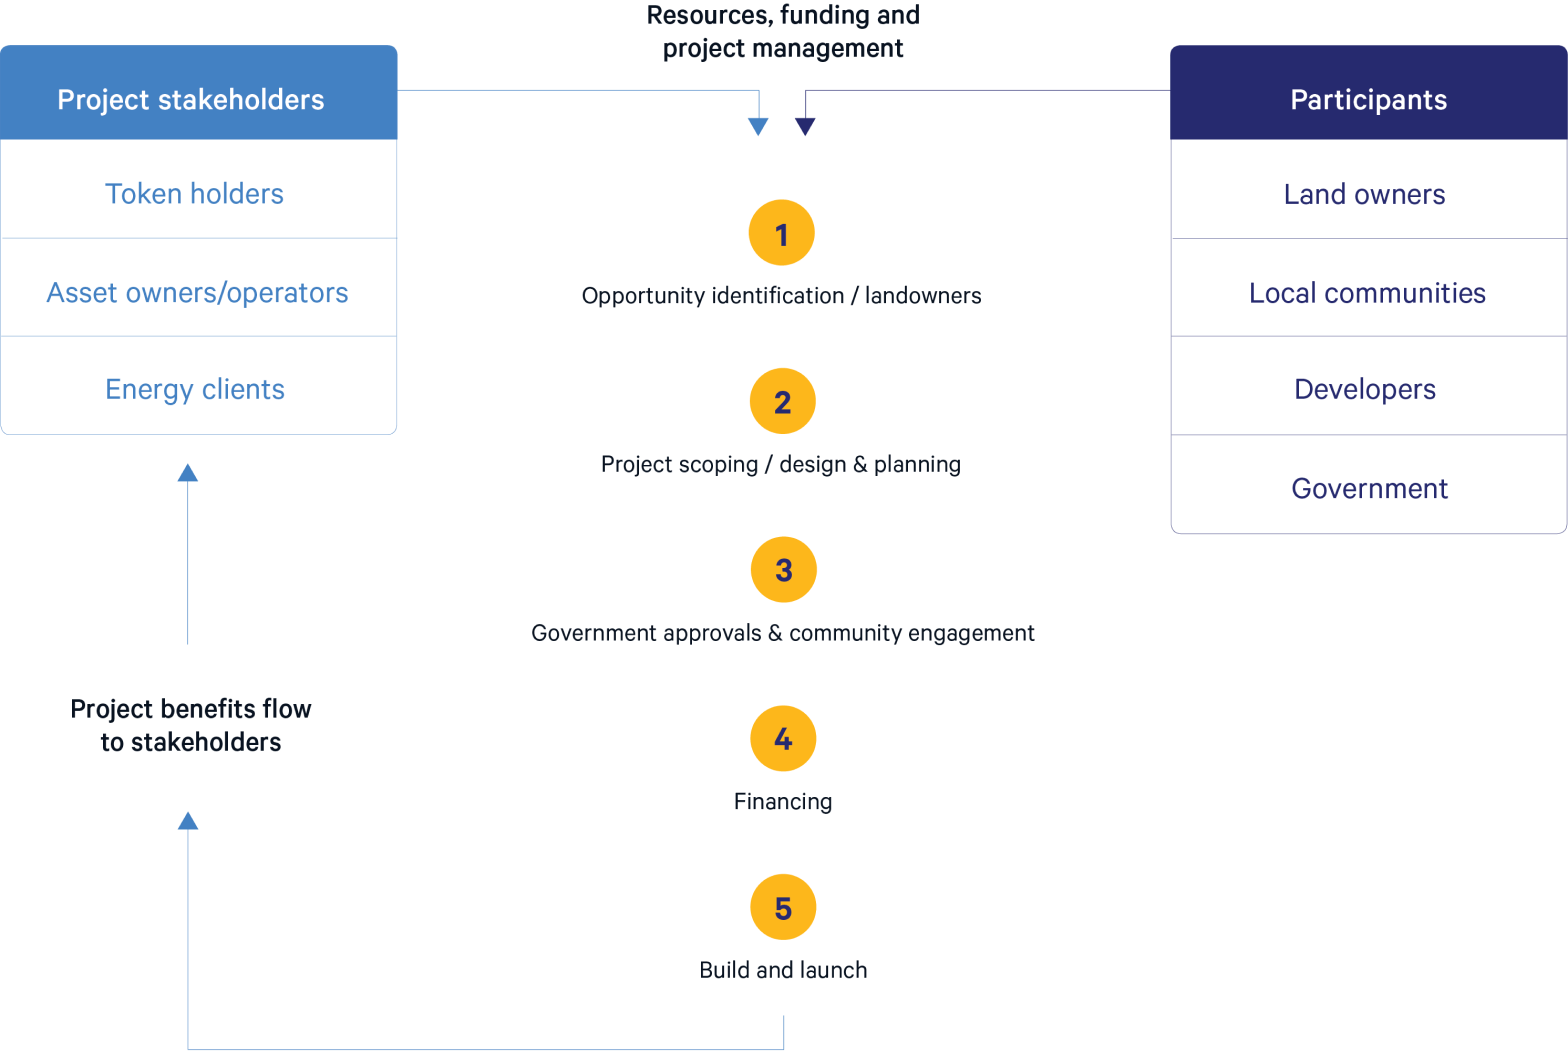 Resources, funding and
project management
Project stakeholders
Token holders
Asset owners/operators
Energy clients
Participants
Land owners
Local communities
Developers
Government
1
Opportunity identification / landowners
2
Project scoping / design & planning
3
Government approvals & community engagement
4
Financing
5
Build and launch
Project benefits flow
to stakeholders